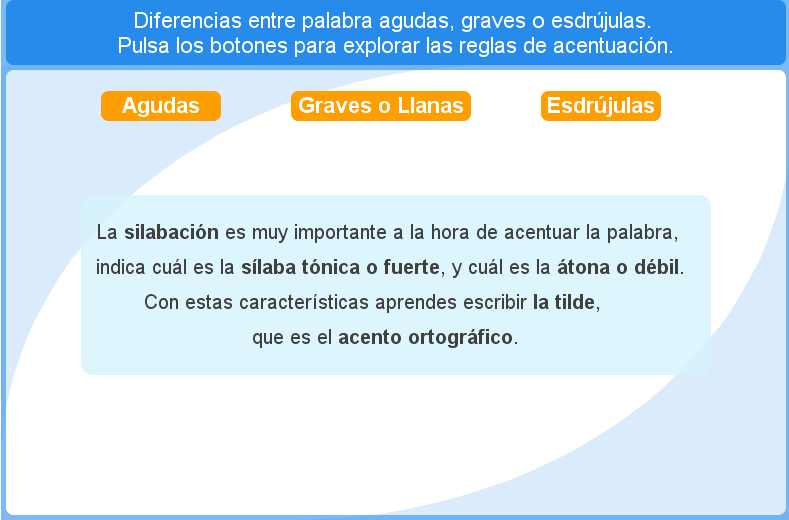 Diferencias entre palabra agudas, graves o esdrújulas.
Pulsa los botones para explorar las reglas de acentuación.
Agudas
Graves o Llanas
Esdrújulas
La silabación es muy importante a la hora de acentuar la palabra,
indica cuál es la sílaba tónica o fuerte, y cuál es la átona o débil.
Con estas características aprendes escribir la tilde,
que es el acento ortográfico.